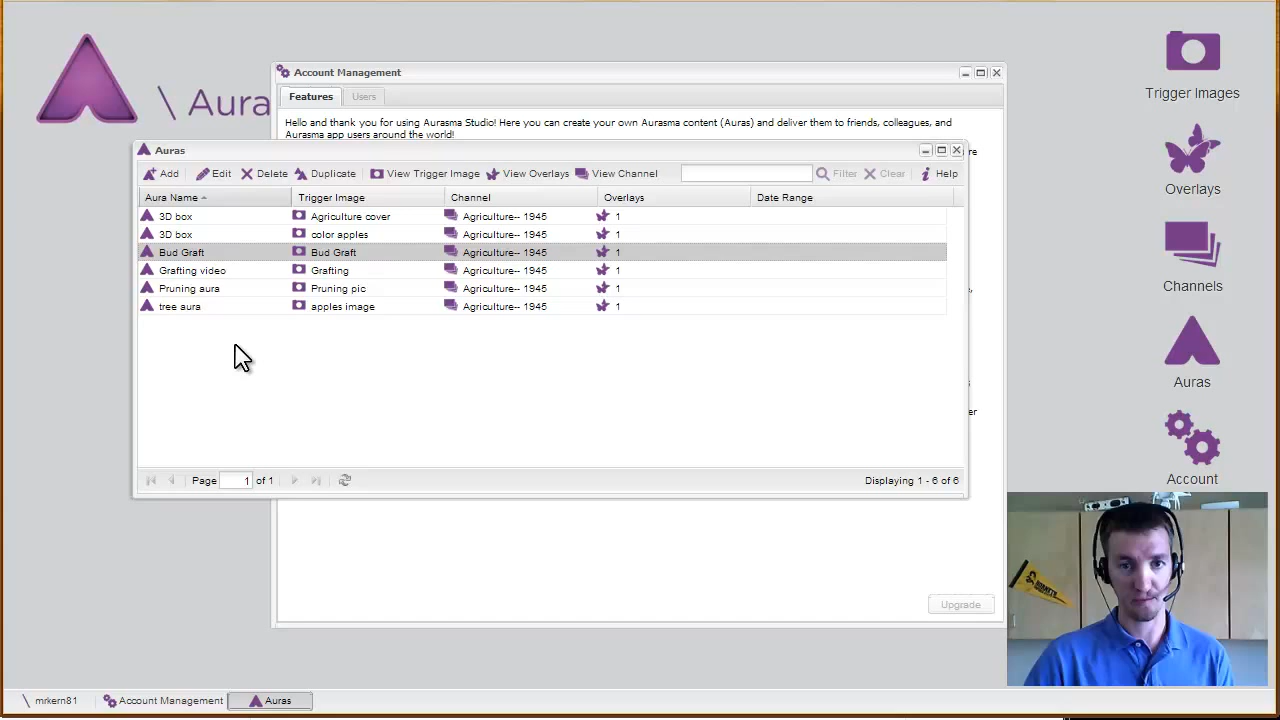 \ Auras
Account Management
Features Users
Hello and thank you for using Aurasma Studio! Here you can create your own Aurasma content (Auras) and deliver them to friends, colleagues, and
Aurasma app users around the world!
Auras
Add Edit Delete Duplicate View Trigger Image View Overlays View Channel Filter Clear Help
Aura Name Trigger Image Channel Overlays Date Range
3D box Agriculture cover Agriculture-- 1945 1
3D box color apples Agriculture-- 1945 1
Bud Graft Bud Graft Agriculture-- 1945 1
Grafting video Grafting Agriculture-- 1945 1
Pruning aura Pruning pic Agriculture-- 1945 1
tree aura apples image Agriculture-- 1945 1
Page 1 of 1 Displaying 1 - 6 of 6
Upgrade
Trigger Images
Overlays
Channels
Auras
Account
\ mrkern81 Account Management Auras